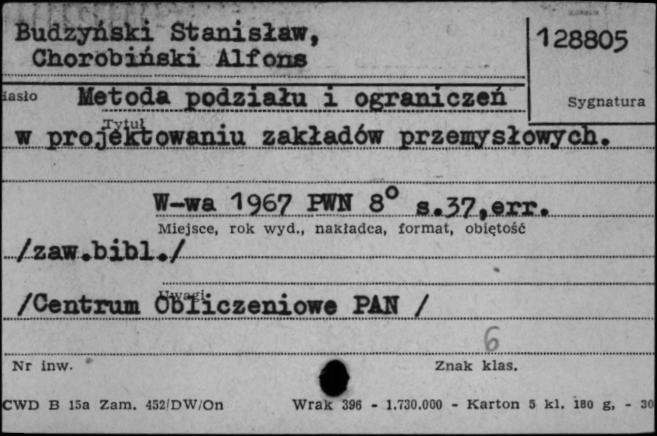 Budzyński Stanisław,
Chorobiński Alfons
128805
Sygnatura
Metoda podziału i ograniczeń
Tytuł
w projektowaniu zakładów przemysłowych.
W-wa 1967 PWN 8° s.37,err.
Miejsce, rok wyd., nakładca, format, objętość
/zaw.bibl./
Uwagi
/Centrum Obliczeniowe PAN /
6
Nr inw.
Znak klas.
CWD B 15a Zam. 452/DW/On
Wrak 396 - 1.730.000 - Karton 5 kl. 180 g, - 30